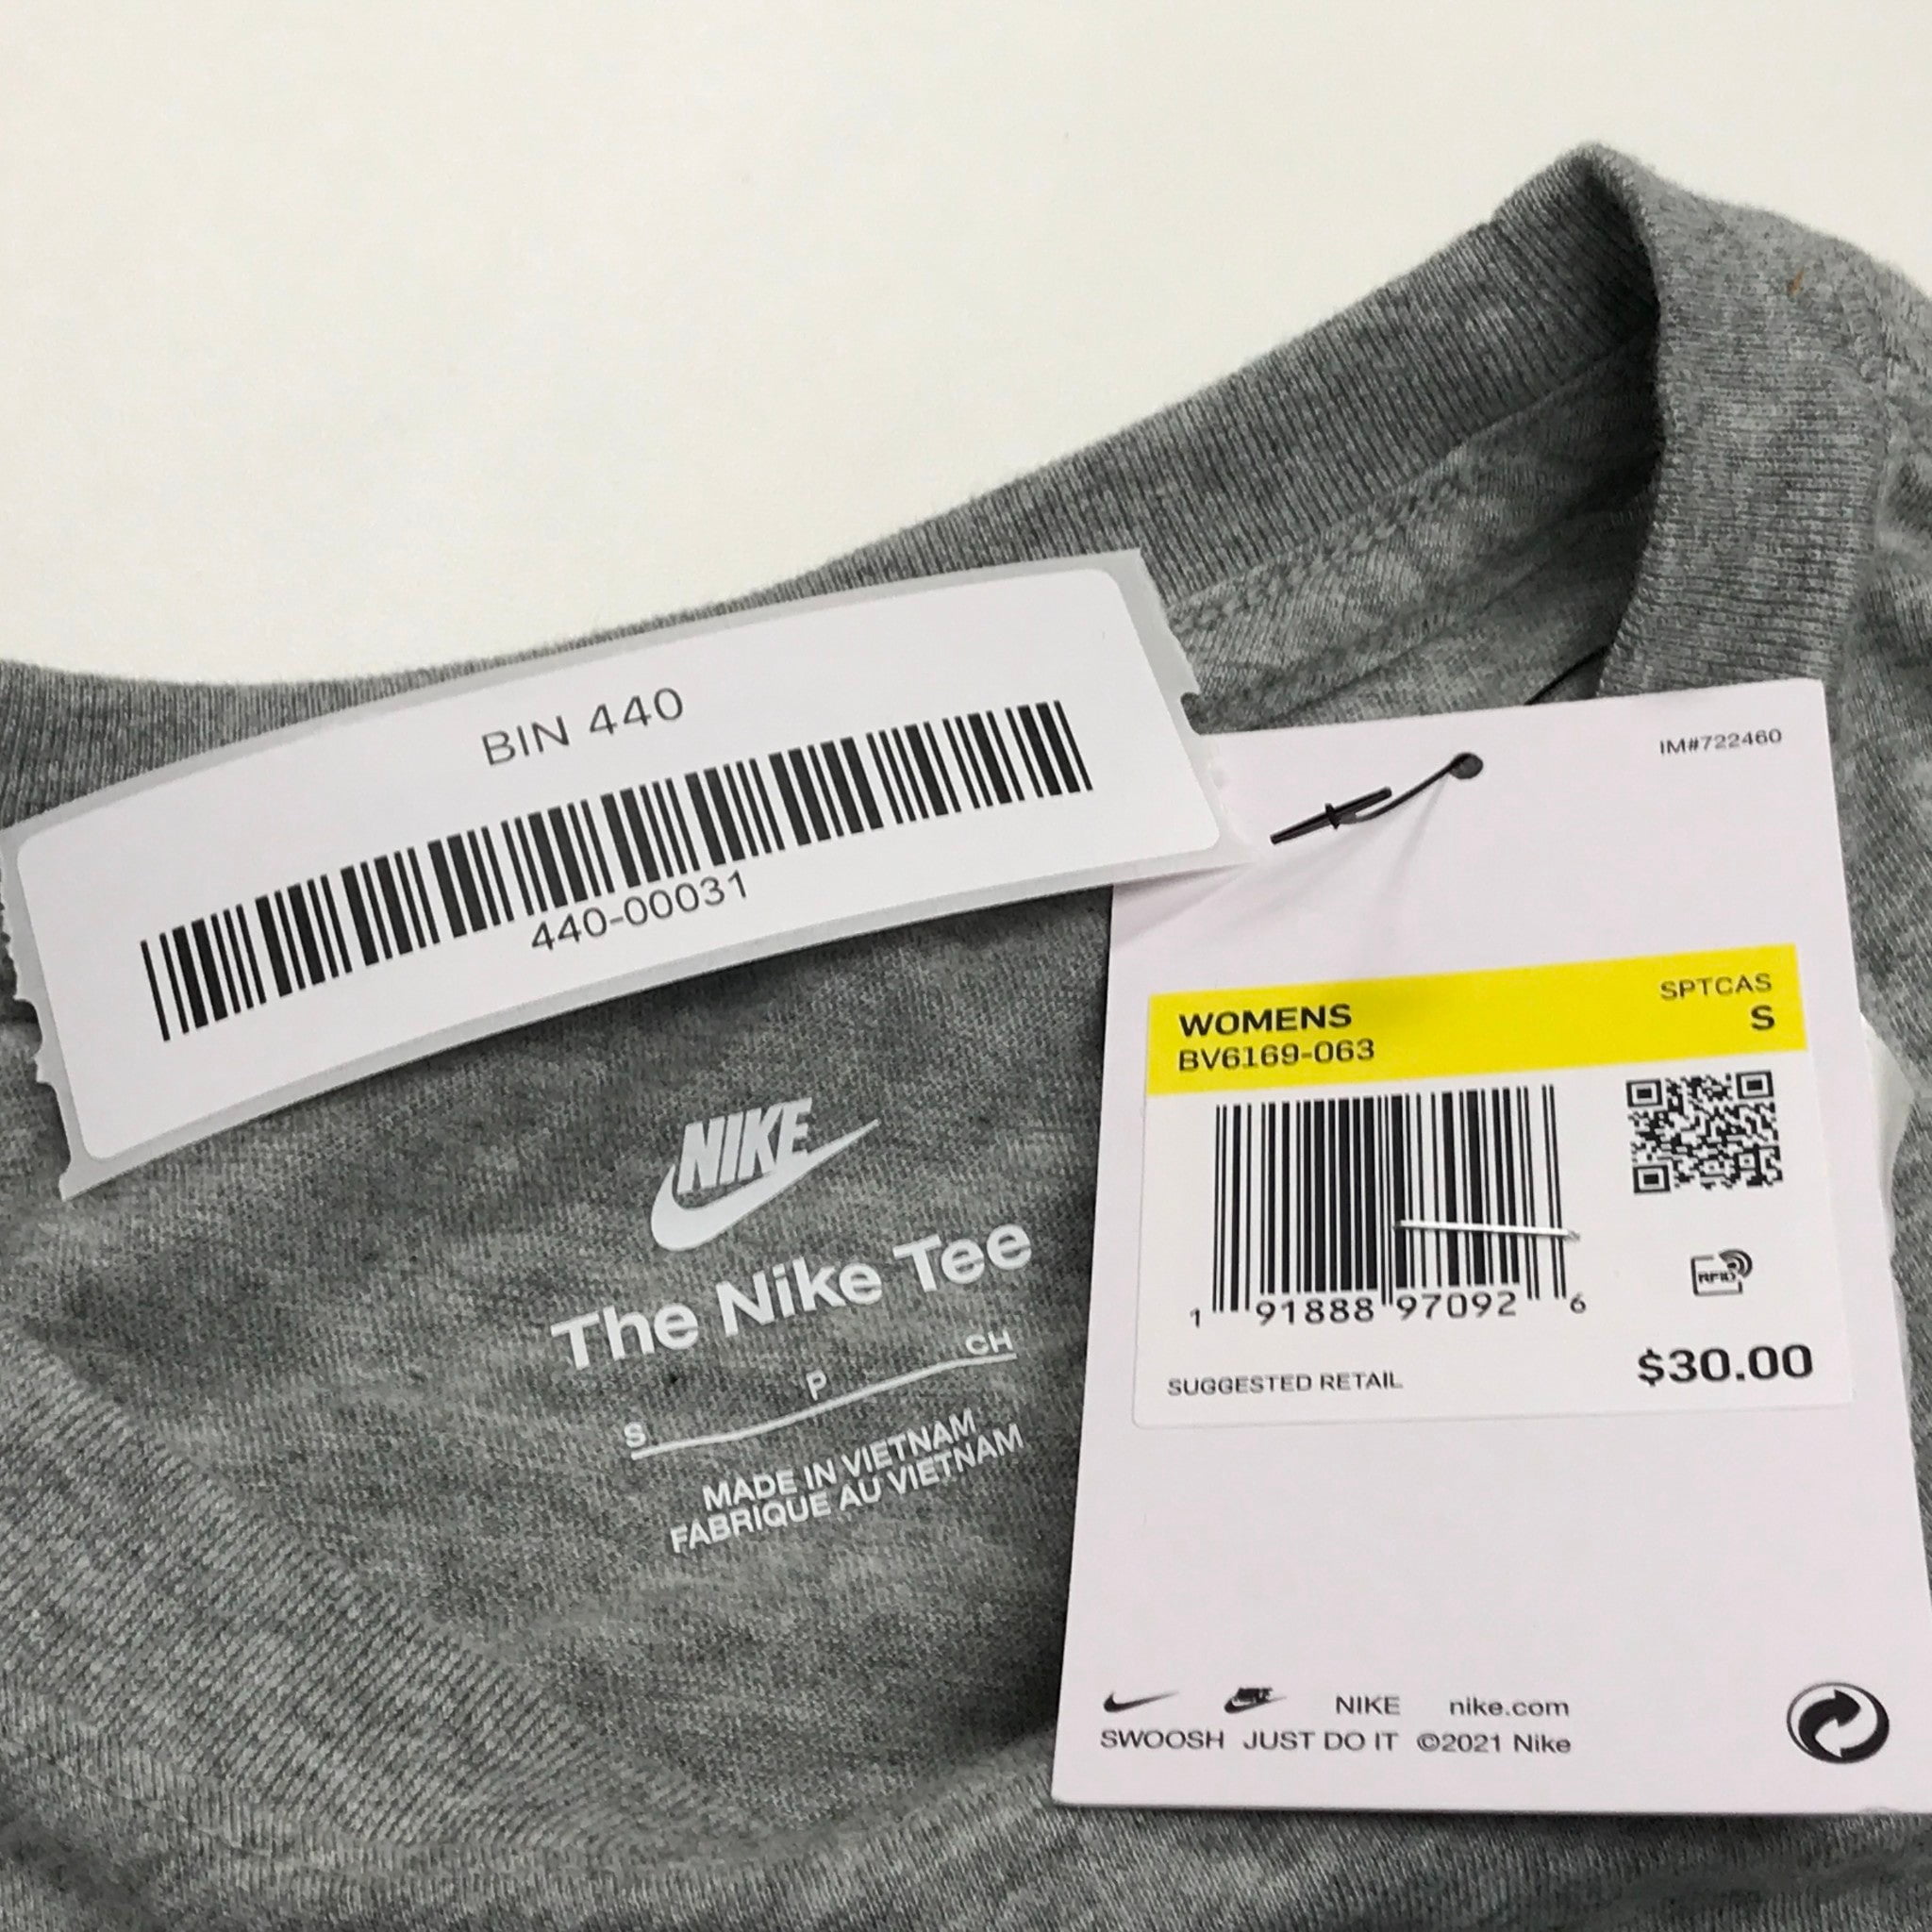 BIN 440
440-00031
NIKE
The Nike Tee
S P CH
MADE IN VIETNAM
FABRIQUE AU VIETNAM
IM#722460
WOMENS SPTCAS
BV6169-063 S
1 91888 97092 6
RFID
SUGGESTED RETAIL $30.00
NIKE nike.com
SWOOSH JUST DO IT ©2021 Nike